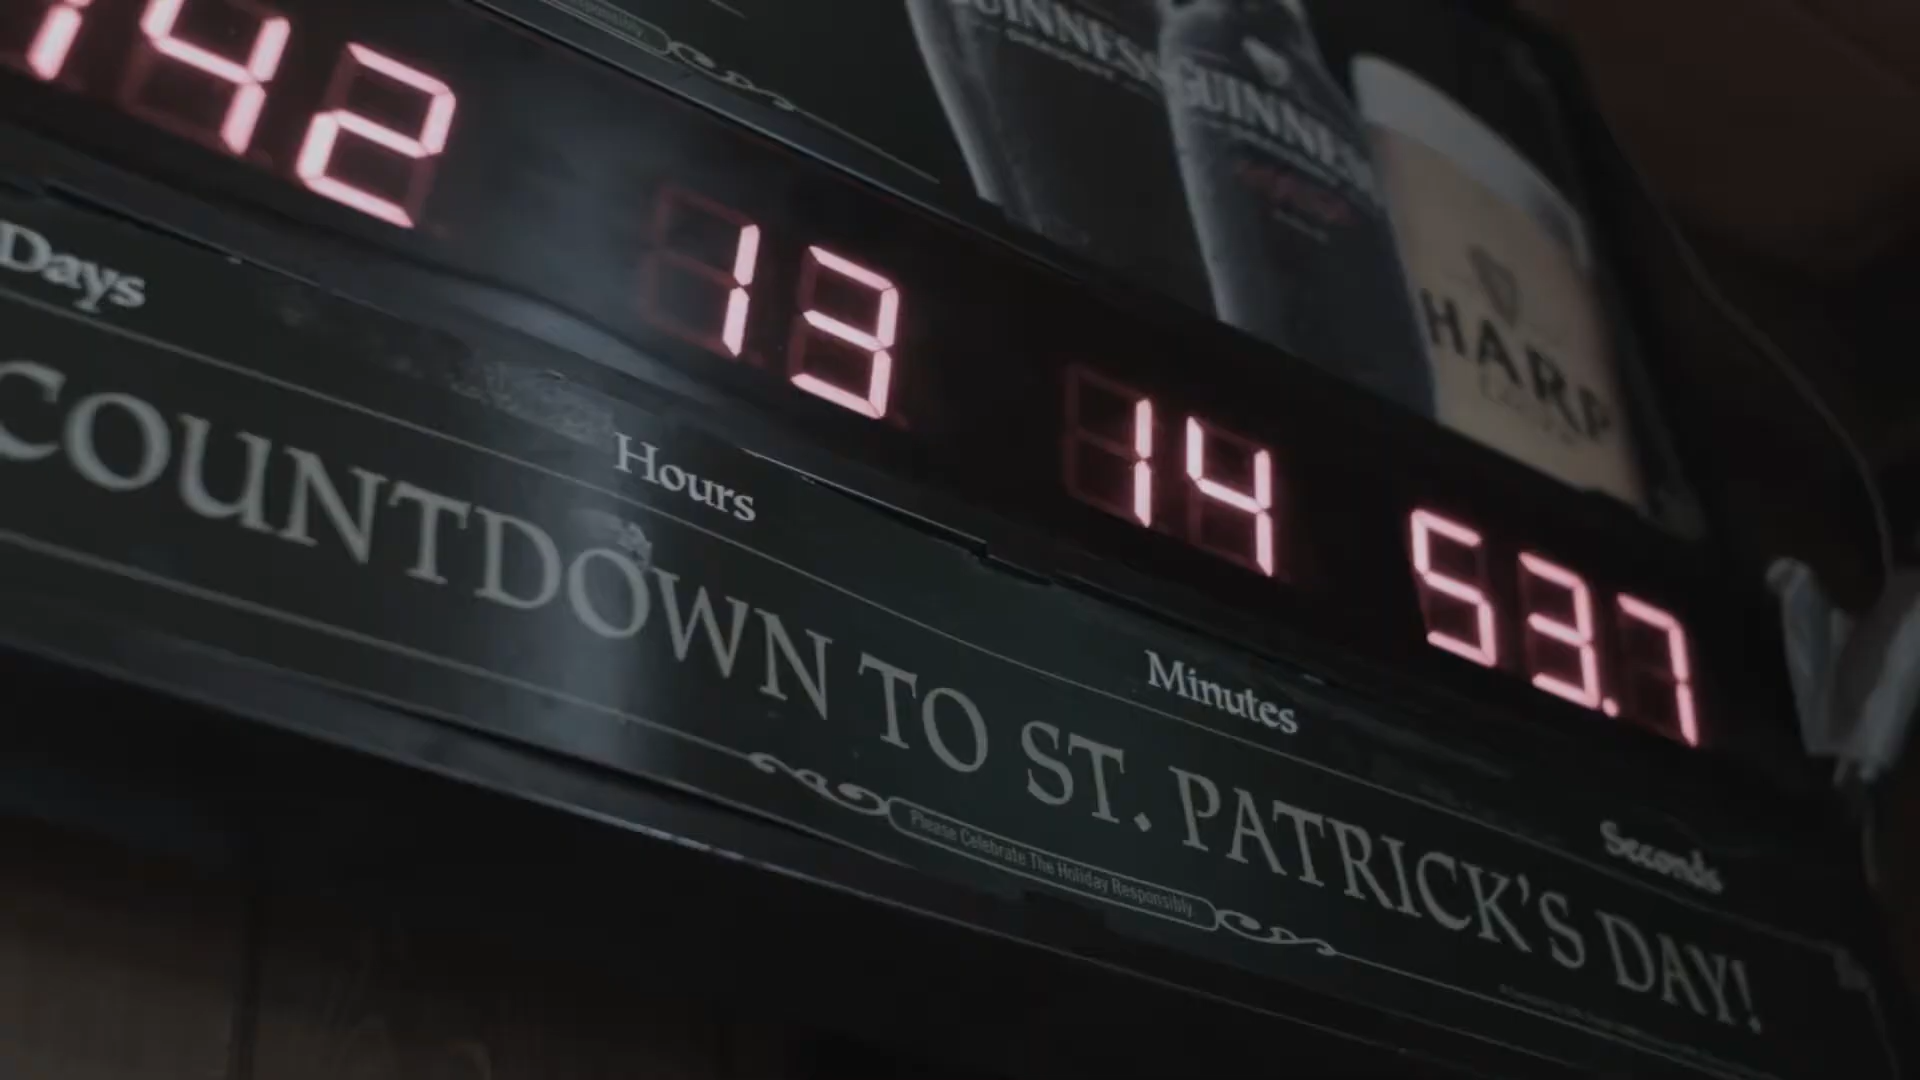 GUINNESS
GUINNESS
HARP
142 13 14 53.7
Days Hours Minutes Seconds
COUNTDOWN TO ST. PATRICK'S DAY!
Please Celebrate The Holiday Responsibly.